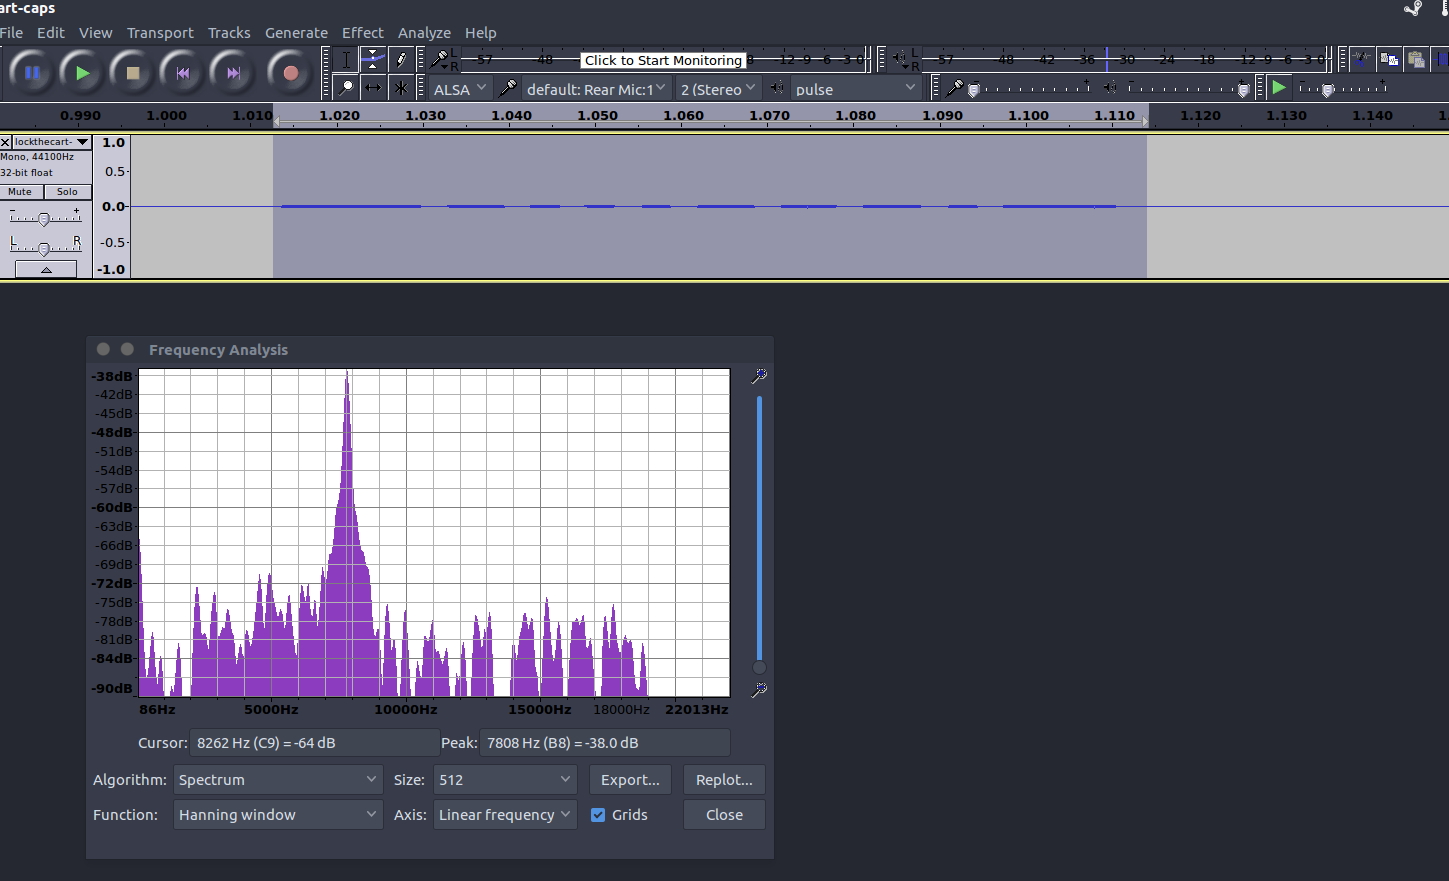 art-caps
File Edit View Transport Tracks Generate Effect Analyze Help
L
R
-57 -48 Click to Start Monitoring 8 -12 -9 -6 -3 0
L
R
-57 -48 -42 -36 -30 -24 -18 -12 -9 -6 -3 0
ALSA default: Rear Mic:1 2 (Stereo pulse
0.990 1.000 1.010 1.020 1.030 1.040 1.050 1.060 1.070 1.080 1.090 1.100 1.110 1.120 1.130 1.140 1.
X lockthecart-
Mono, 44100Hz
32-bit float
Mute Solo
- +
L R
1.0
0.5
0.0
-0.5
-1.0
Frequency Analysis
-38dB
-42dB
-45dB
-48dB
-51dB
-54dB
-57dB
-60dB
-63dB
-66dB
-69dB
-72dB
-75dB
-78dB
-81dB
-84dB
-90dB
86Hz 5000Hz 10000Hz 15000Hz 18000Hz 22013Hz
Cursor: 8262 Hz (C9) = -64 dB Peak: 7808 Hz (B8) = -38.0 dB
Algorithm: Spectrum Size: 512 Export... Replot...
Function: Hanning window Axis: Linear frequency Grids Close